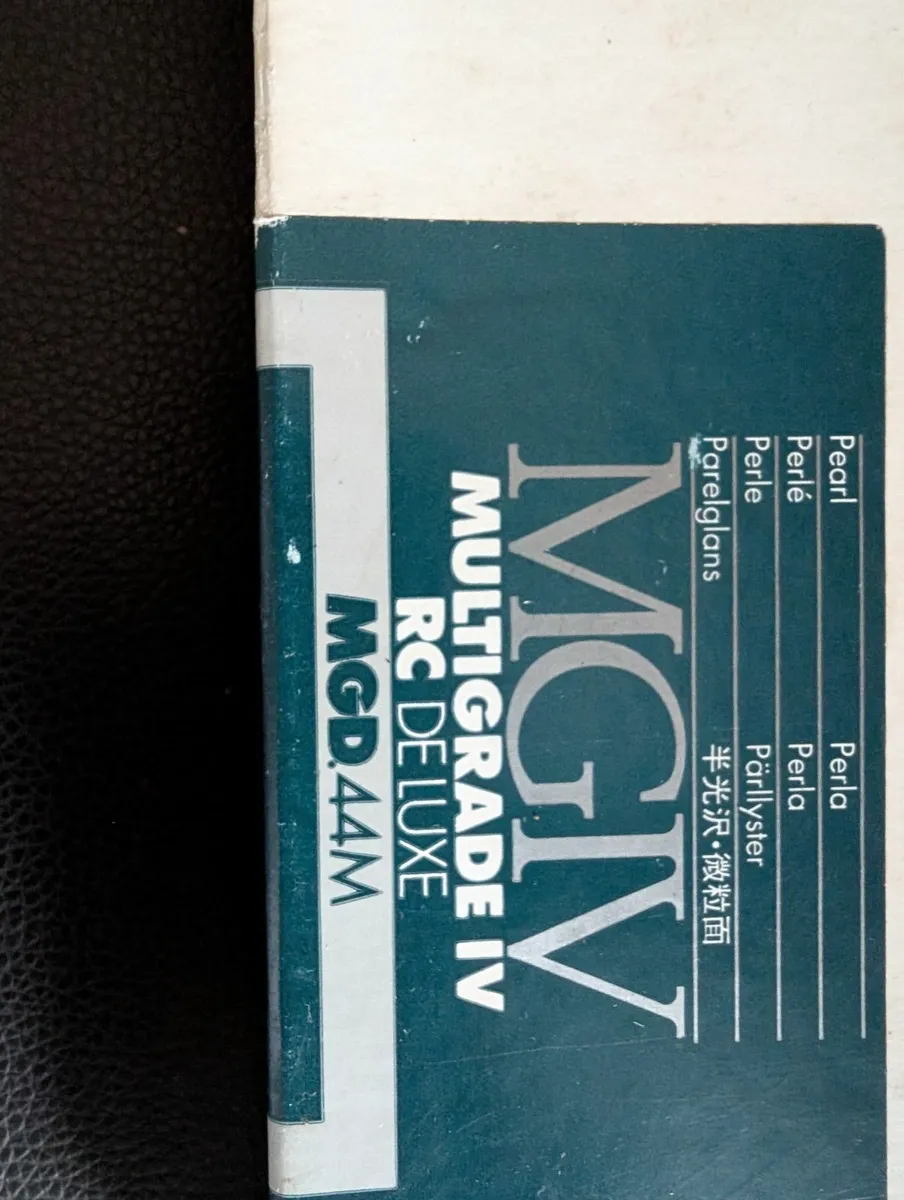 Pearl Perla
Perlé Perla
Perle Pärllyster
Parelglans 半光沢・微粒面
MGIV
MULTIGRADE IV
RC DE LUXE
MGD.44M